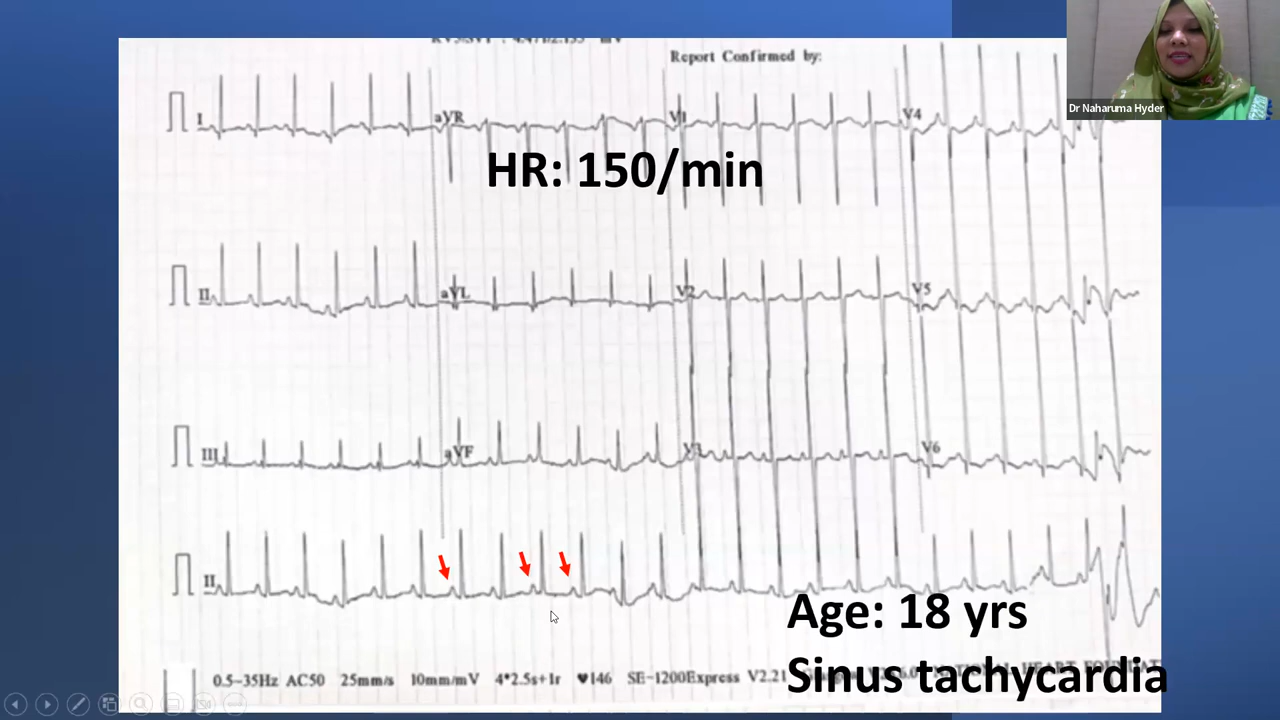 Report Confirmed by:
Dr Naharuma Hyder
I aVR V1 V4
HR: 150/min
II aVL V2 V5
III aVF V3 V6
II
Age: 18 yrs
0.5-35Hz AC50 25mm/s 10mm/mV 4*2.5s+1r ♥146 SE-1200Express V2.21
Sinus tachycardia